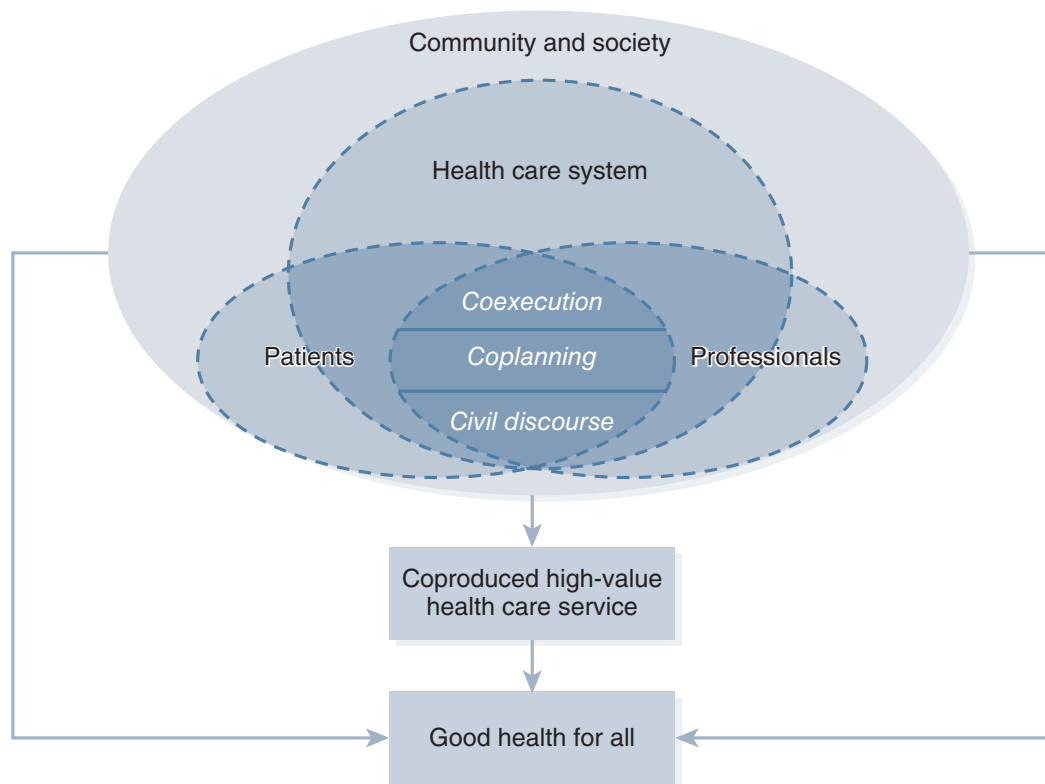 Community and society
Health care system
Coexecution
Patients
Coplanning
Professionals
Civil discourse
Coproduced high-value
health care service
Good health for all